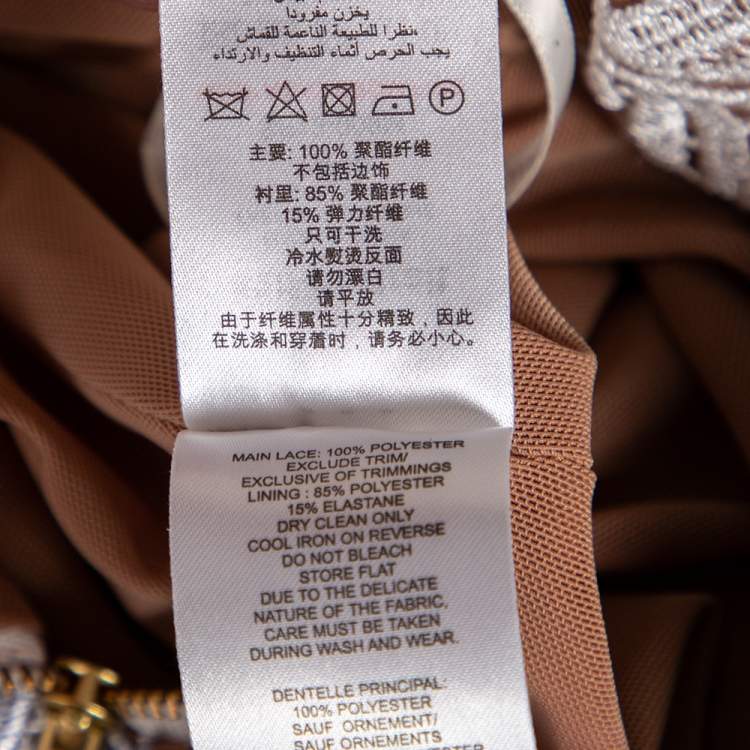 يخزن مفرودا
نظرا للطبيعة الناعمة للقماش،
يجب الحرص أثناء التنظيف والارتداء
P
主要: 100% 聚酯纤维
不包括边饰
衬里: 85% 聚酯纤维
15% 弹力纤维
只可干洗
冷水熨烫反面
请勿漂白
请平放
由于纤维属性十分精致，因此
在洗涤和穿着时，请务必小心。
MAIN LACE: 100% POLYESTER
EXCLUDE TRIM/
EXCLUSIVE OF TRIMMINGS
LINING : 85% POLYESTER
15% ELASTANE
DRY CLEAN ONLY
COOL IRON ON REVERSE
DO NOT BLEACH
STORE FLAT
DUE TO THE DELICATE
NATURE OF THE FABRIC,
CARE MUST BE TAKEN
DURING WASH AND WEAR.
DENTELLE PRINCIPAL:
100% POLYESTER
SAUF ORNEMENT/
SAUF ORNEMENTS/